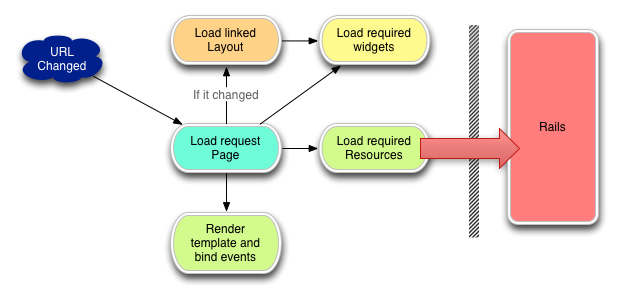 URL
Changed
Load linked
Layout
Load required
widgets
If it changed
Load request
Page
Load required
Resources
Rails
Render
template and
bind events